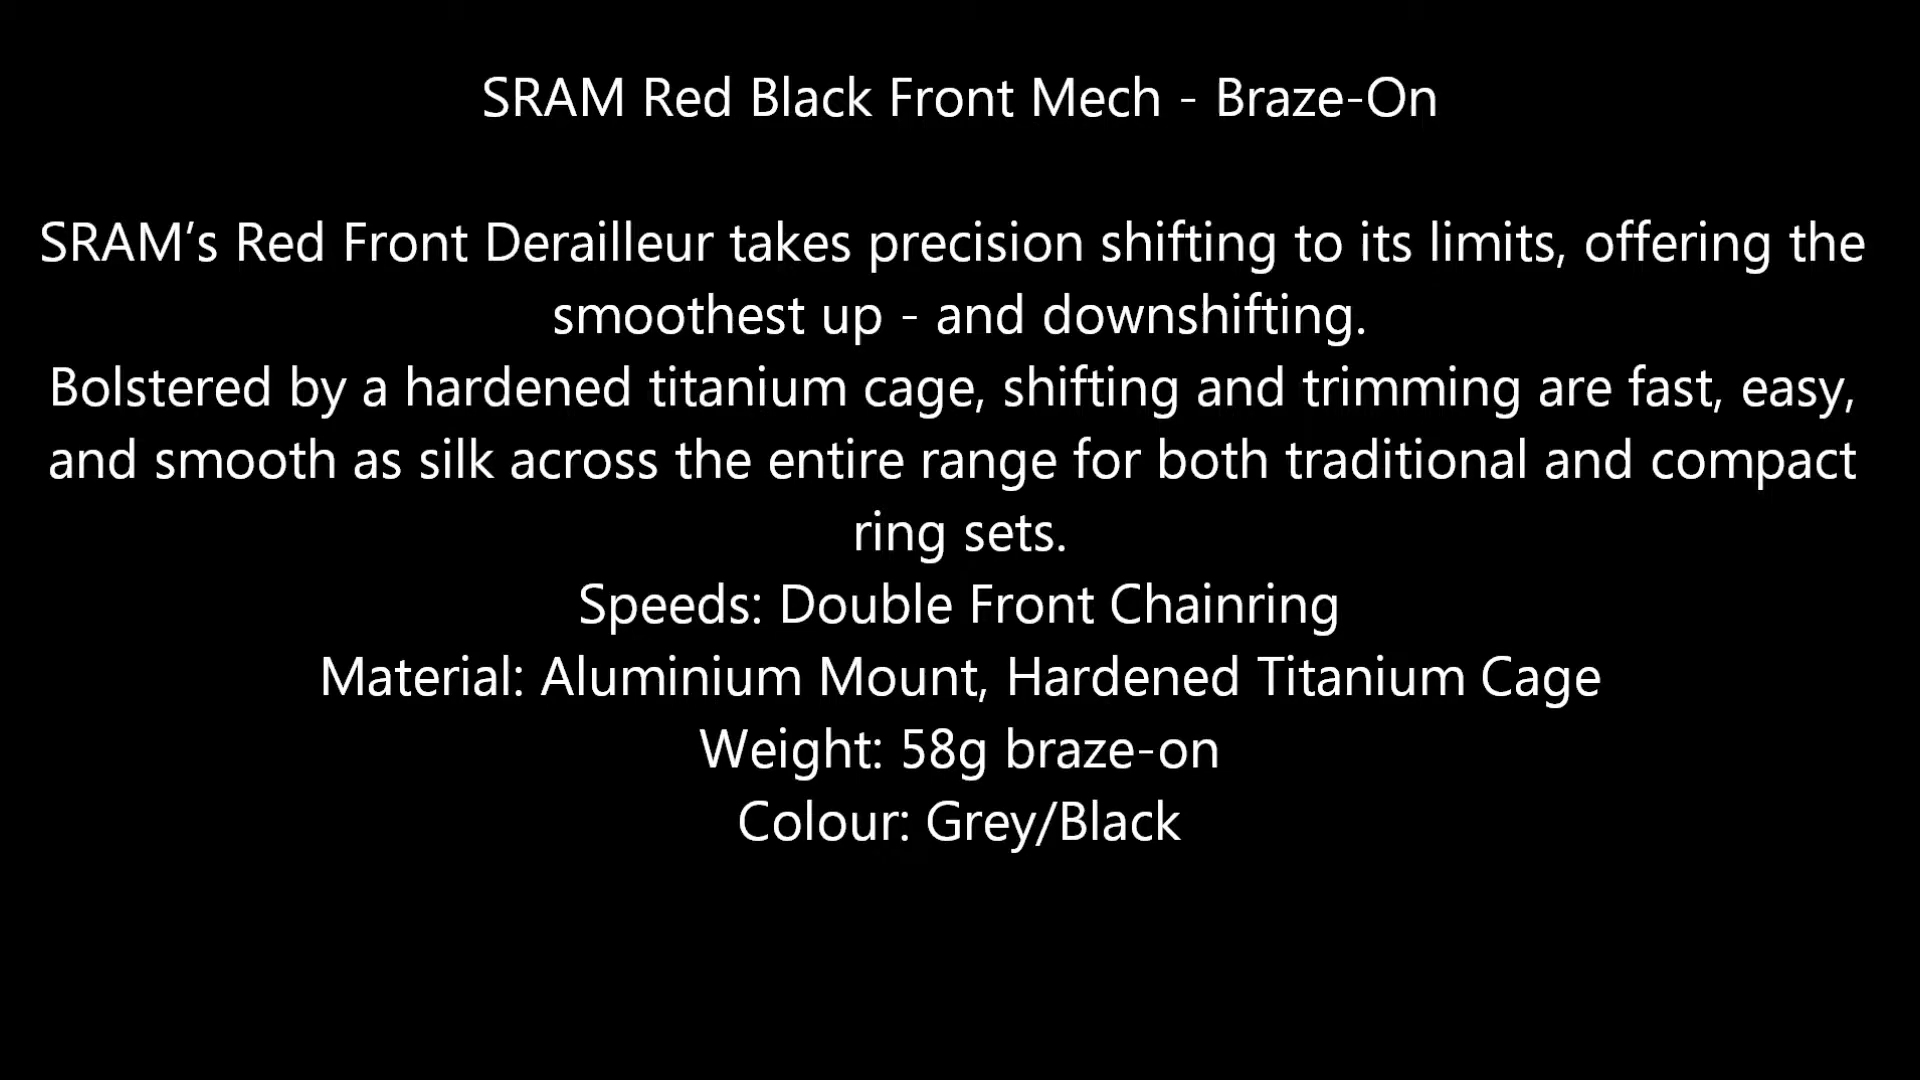 SRAM Red Black Front Mech - Braze-On
SRAM’s Red Front Derailleur takes precision shifting to its limits, offering the
smoothest up - and downshifting.
Bolstered by a hardened titanium cage, shifting and trimming are fast, easy,
and smooth as silk across the entire range for both traditional and compact
ring sets.
Speeds: Double Front Chainring
Material: Aluminium Mount, Hardened Titanium Cage
Weight: 58g braze-on
Colour: Grey/Black